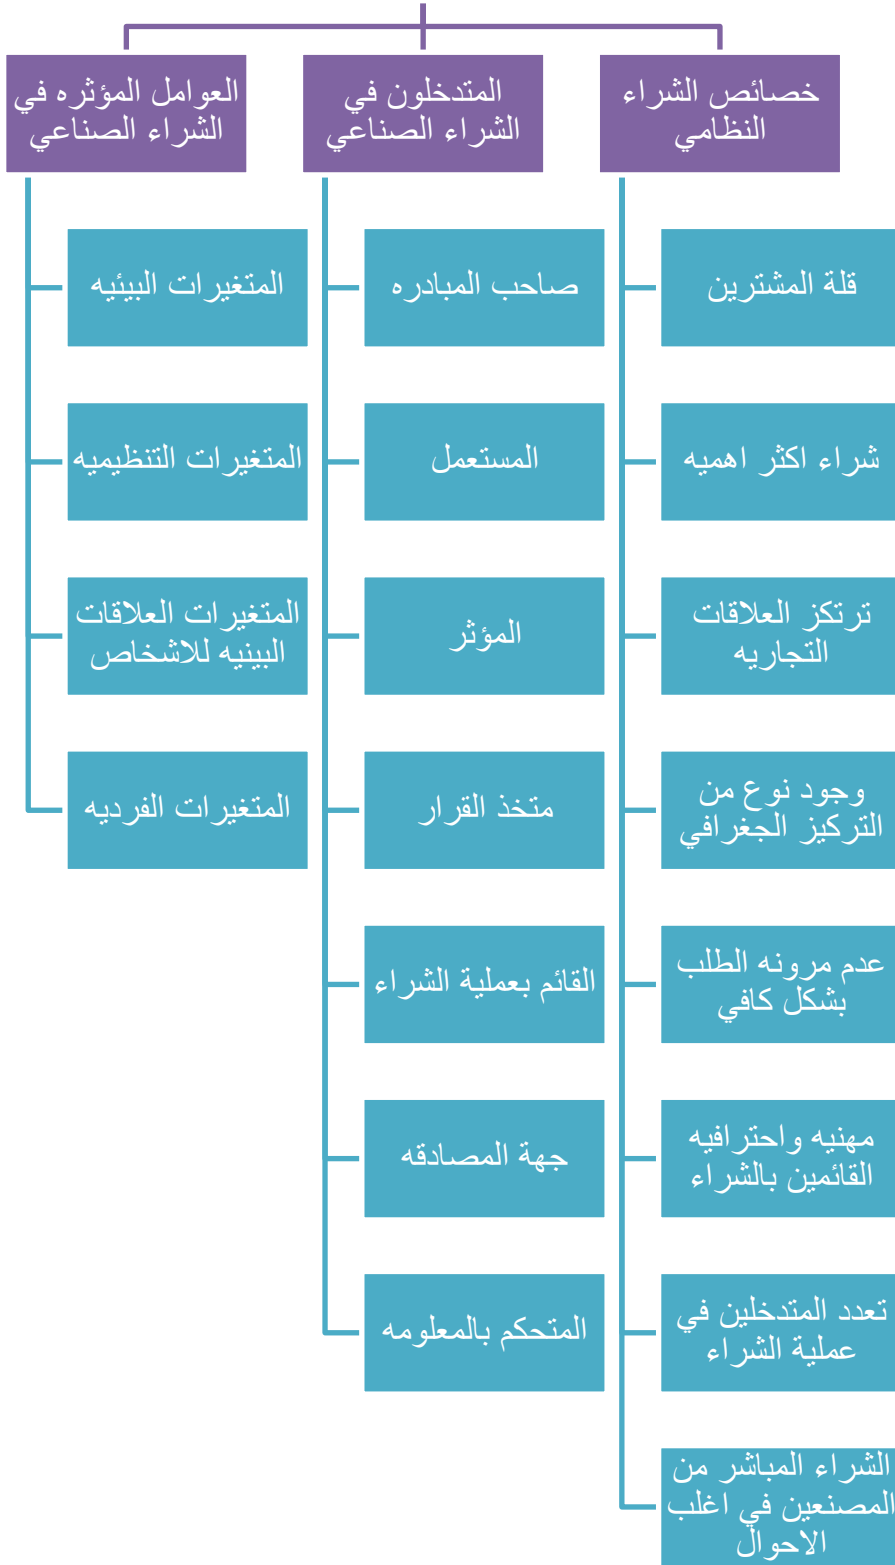 خصائص الشراء
النظامي
قلة المشترين
شراء اكثر اهميه
ترتكز العلاقات
التجاريه
وجود نوع من
التركيز الجغرافي
عدم مرونه الطلب
بشكل كافي
مهنيه واحترافيه
القائمين بالشراء
تعدد المتدخلين في
عملية الشراء
الشراء المباشر من
المصنعين في اغلب
الاحوال
المتدخلون في
الشراء الصناعي
صاحب المبادره
المستعمل
المؤثر
متخذ القرار
القائم بعملية الشراء
جهة المصادقه
المتحكم بالمعلومه
العوامل المؤثره في
الشراء الصناعي
المتغيرات البيئيه
المتغيرات التنظيميه
المتغيرات العلاقات
البينيه للاشخاص
المتغيرات الفرديه